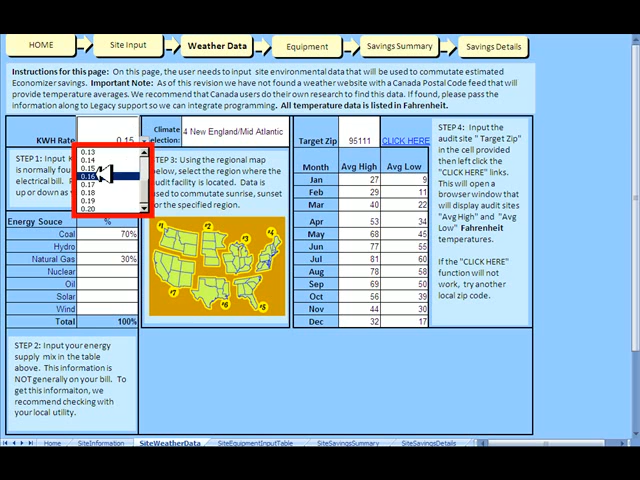 HOME
Site Input
Weather Data
Equipment
Savings Summary
Savings Details
Instructions for this page: On this page, the user needs to input site environmental data that will be used to commutate estimated
Economizer savings. Important Note: As of this revision we have not found a weather website with a Canada Postal Code feed that will
provide temperature averages. We recommend that Canada users do their own research to find this data. If found, please pass the
information along to Legacy support so we can integrate programming. All temperature data is listed in Fahrenheit.
KWH Rate
0.15
0.13
0.14
0.15
0.16
0.17
0.18
0.19
0.20
STEP 1: Input
is normally
electrical bill.
up or down as
Energy Souce %
Coal 70%
Hydro
Natural Gas 30%
Nuclear
Oil
Solar
Wind
Total 100%
STEP 2: Input your energy
supply mix in the table
above. This information is
NOT generally on your bill. To
get this informaiton, we
recommend checking with
your local utility.
Climate
election:
4 New England/Mid Atlantic
STEP 3: Using the regional map
below, select the region where the
audit facility is located. Data is
used to commutate sunrise, sunset
for the specified region.
#1
#2
#3
#4
#7
#6
#5
Target Zip 95111 CLICK HERE
Month Avg High Avg Low
Jan 27 9
Feb 29 11
Mar 40 22
Apr 53 34
May 68 45
Jun 77 55
Jul 81 60
Aug 78 58
Sep 69 50
Oct 56 39
Nov 44 30
Dec 32 17
STEP 4: Input the
audit site " Target Zip"
in the cell provided
then left click the
"CLICK HERE" links.
This will open a
browser window that
will display audit sites
"Avg High" and "Avg
Low" Fahrenheit
temperatures.
If the "CLICK HERE"
function will not
work, try another
local zip code.
Home
SiteInformation
SiteWeatherData
SiteEquipmentInputTable
SiteSavingsSummary
SiteSavingsDetails